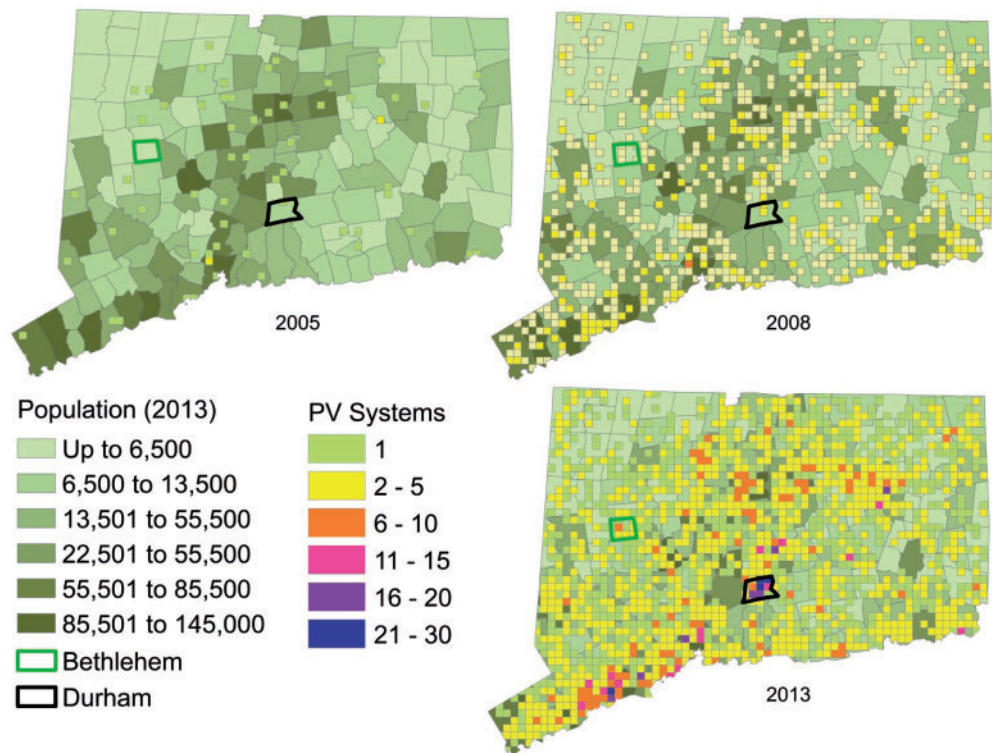 2005
2008
Population (2013)
Up to 6,500
6,500 to 13,500
13,501 to 55,500
22,501 to 55,500
55,501 to 85,500
85,501 to 145,000
Bethlehem
Durham
PV Systems
1
2 - 5
6 - 10
11 - 15
16 - 20
21 - 30
2013